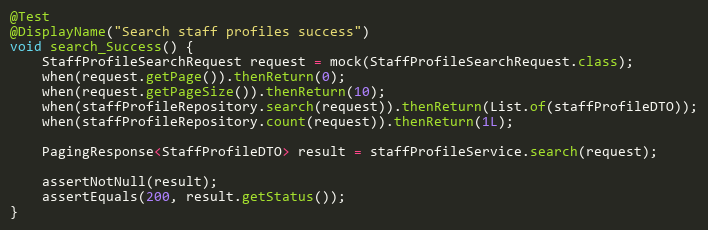 @Test
@DisplayName("Search staff profiles success")
void search_Success() {
    StaffProfileSearchRequest request = mock(StaffProfileSearchRequest.class);
    when(request.getPage()).thenReturn(0);
    when(request.getPageSize()).thenReturn(10);
    when(staffProfileRepository.search(request)).thenReturn(List.of(staffProfileDTO));
    when(staffProfileRepository.count(request)).thenReturn(1L);

    PagingResponse<StaffProfileDTO> result = staffProfileService.search(request);

    assertNotNull(result);
    assertEquals(200, result.getStatus());
}